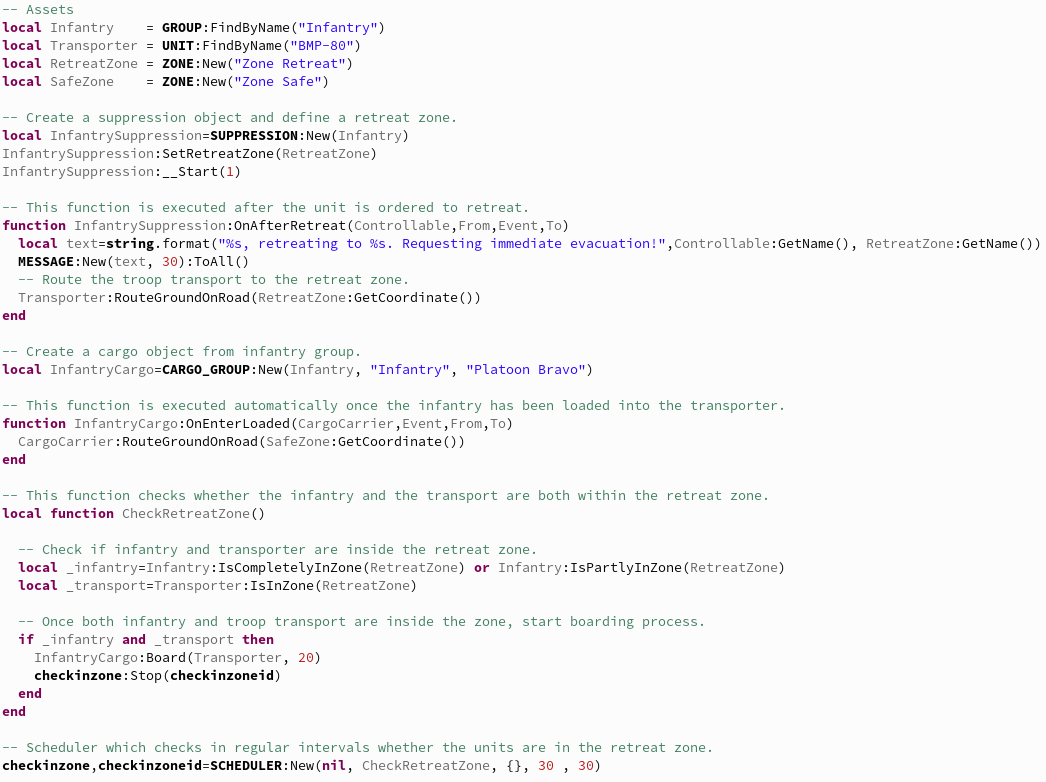 -- Assets
local Infantry    = GROUP:FindByName("Infantry")
local Transporter = UNIT:FindByName("BMP-80")
local RetreatZone = ZONE:New("Zone Retreat")
local SafeZone    = ZONE:New("Zone Safe")

-- Create a suppression object and define a retreat zone.
local InfantrySuppression=SUPPRESSION:New(Infantry)
InfantrySuppression:SetRetreatZone(RetreatZone)
InfantrySuppression:__Start(1)

-- This function is executed after the unit is ordered to retreat.
function InfantrySuppression:OnAfterRetreat(Controllable,From,Event,To)
  local text=string.format("%s, retreating to %s. Requesting immediate evacuation!",Controllable:GetName(), RetreatZone:GetName())
  MESSAGE:New(text, 30):ToAll()
  -- Route the troop transport to the retreat zone.
  Transporter:RouteGroundOnRoad(RetreatZone:GetCoordinate())
end

-- Create a cargo object from infantry group.
local InfantryCargo=CARGO_GROUP:New(Infantry, "Infantry", "Platoon Bravo")

-- This function is executed automatically once the infantry has been loaded into the transporter.
function InfantryCargo:OnEnterLoaded(CargoCarrier,Event,From,To)
  CargoCarrier:RouteGroundOnRoad(SafeZone:GetCoordinate())
end

-- This function checks whether the infantry and the transport are both within the retreat zone.
local function CheckRetreatZone()

  -- Check if infantry and transporter are inside the retreat zone.
  local _infantry=Infantry:IsCompletelyInZone(RetreatZone) or Infantry:IsPartlyInZone(RetreatZone)
  local _transport=Transporter:IsInZone(RetreatZone)

  -- Once both infantry and troop transport are inside the zone, start boarding process.
  if _infantry and _transport then
    InfantryCargo:Board(Transporter, 20)
    checkinzone:Stop(checkinzoneid)
  end
end

-- Scheduler which checks in regular intervals whether the units are in the retreat zone.
checkinzone,checkinzoneid=SCHEDULER:New(nil, CheckRetreatZone, {}, 30 , 30)